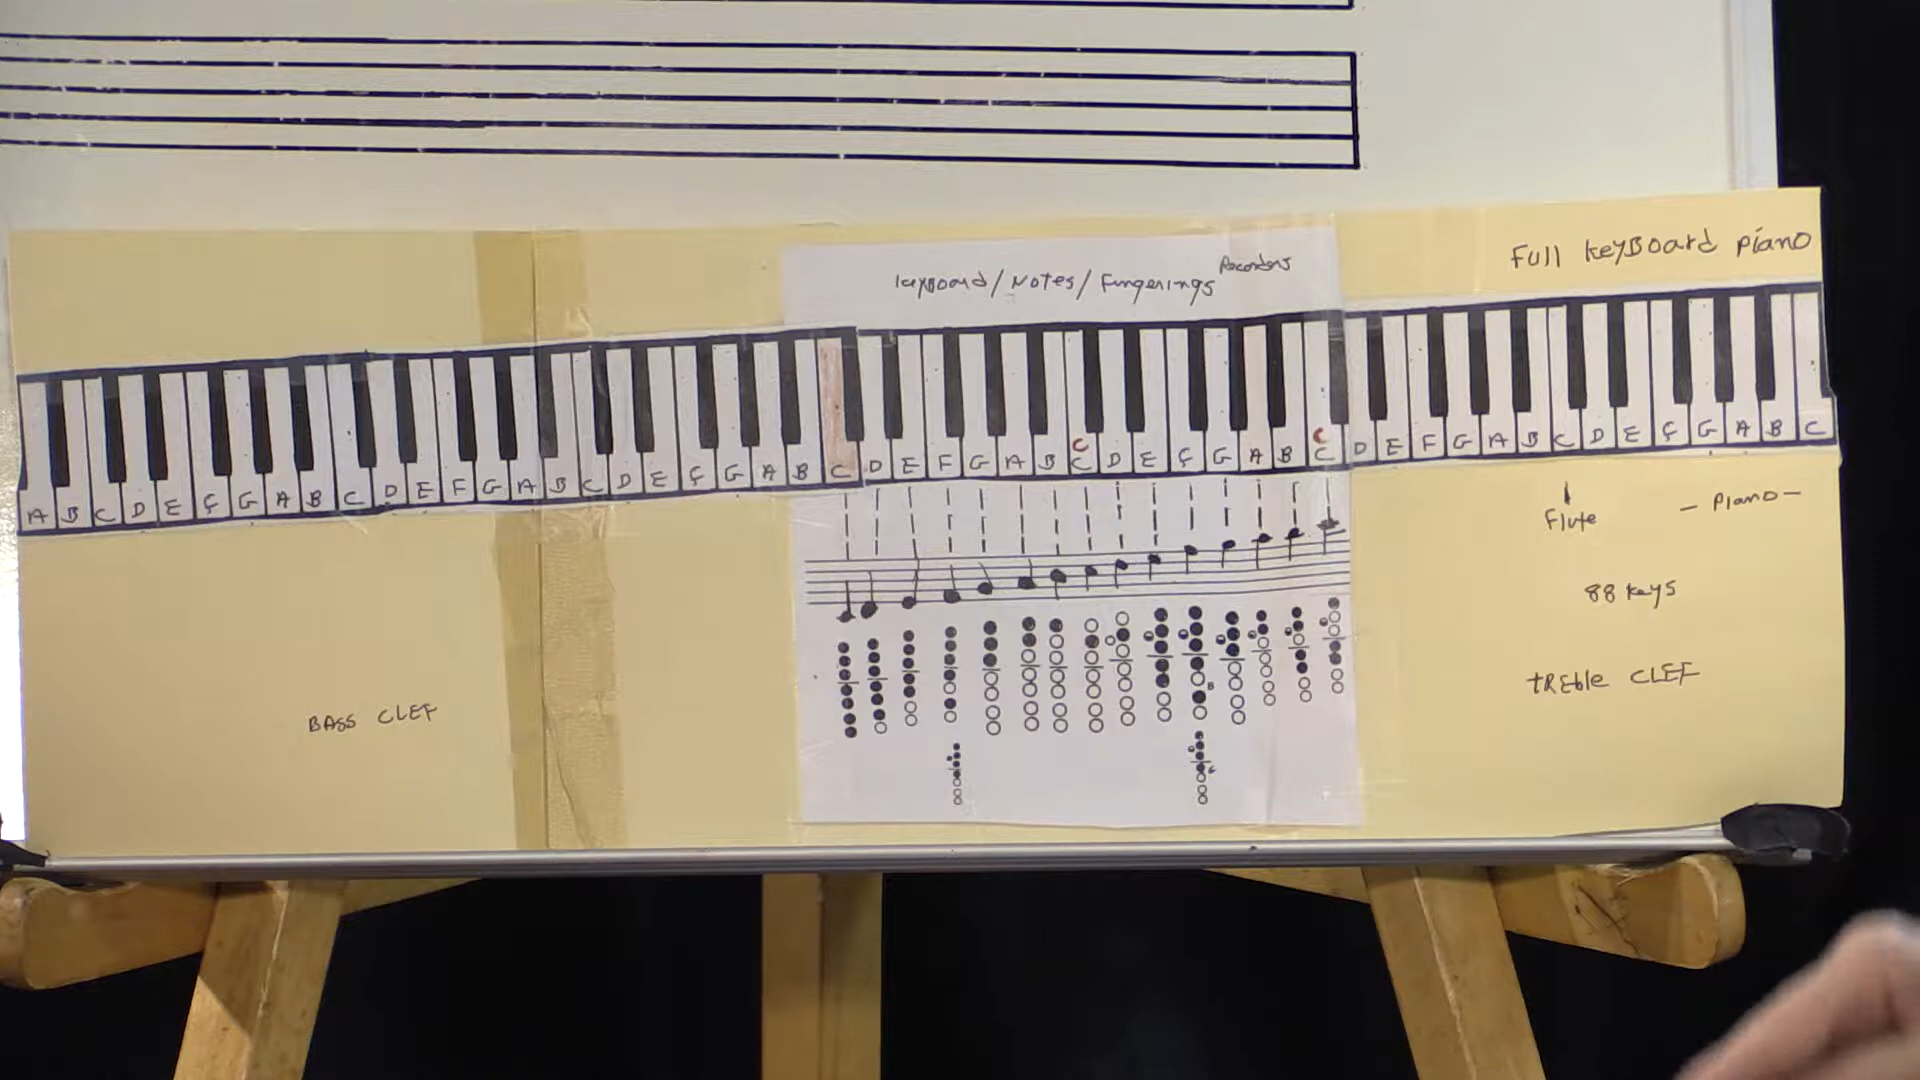 Full keyBoard piano
Recorders
keyBoard/Notes/Fingerings
C C
A B C D E F G A B C D E F G A B C D E F G A B C D E F G A B C D E F G A B C D E F G A B C D E F G A B C
Flute - Piano -
88 keys
BASS CLEF
tREble CLEF